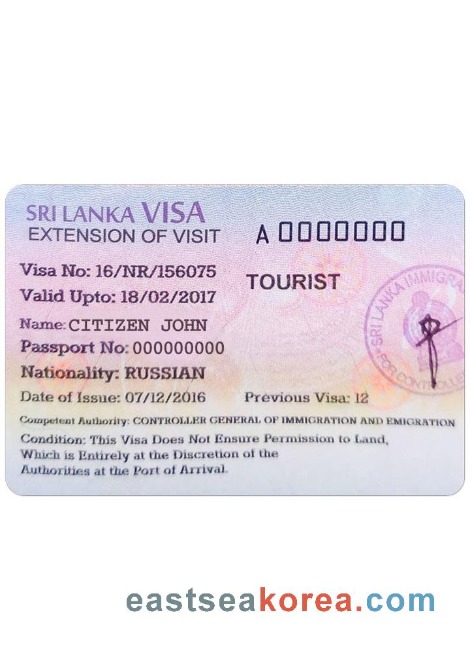 SRI LANKA VISA
EXTENSION OF VISIT
A 0000000
Visa No: 16/NR/156075
TOURIST
Valid Upto: 18/02/2017
Name: CITIZEN JOHN
Passport No: 000000000
Nationality: RUSSIAN
Date of Issue: 07/12/2016
Previous Visa: 12
Competent Authority: CONTROLLER GENERAL OF IMMIGRATION AND EMIGRATION
Condition: This Visa Does Not Ensure Permission to Land,
Which is Entirely at the Discretion of the
Authorities at the Port of Arrival.
SRI LANKA IMMIGRA
FOR CONTROLLE
eastseakorea.com